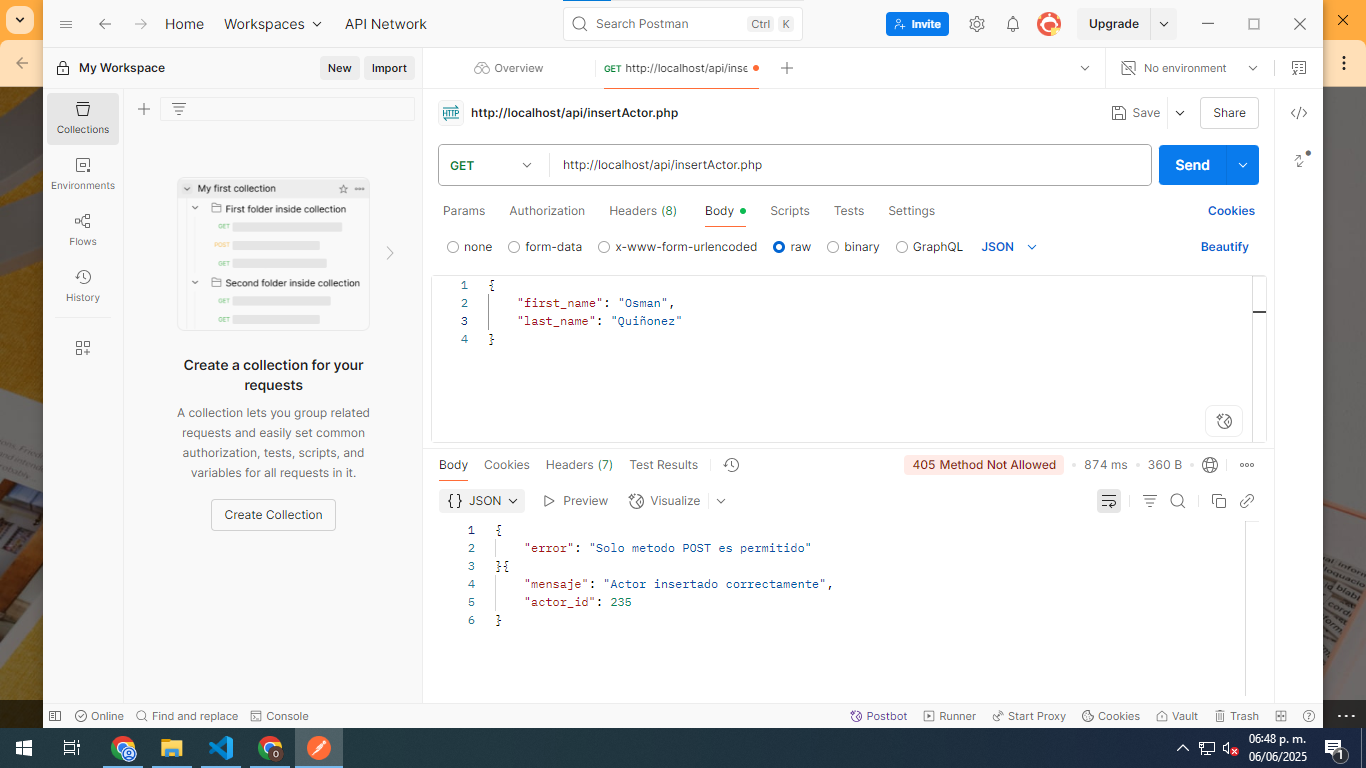 Home Workspaces API Network Search Postman Ctrl K Invite Upgrade
My Workspace New Import Overview GET http://localhost/api/inse No environment
Collections
Environments
Flows
History
My first collection
First folder inside collection
GET
POST
GET
Second folder inside collection
GET
GET
Create a collection for your
requests
A collection lets you group related
requests and easily set common
authorization, tests, scripts, and
variables for all requests in it.
Create Collection
HTTP http://localhost/api/insertActor.php Save Share
GET http://localhost/api/insertActor.php Send
Params Authorization Headers (8) Body Scripts Tests Settings Cookies
none form-data x-www-form-urlencoded raw binary GraphQL JSON Beautify
1 {
2 "first_name": "Osman",
3 "last_name": "Quiñonez"
4 }
Body Cookies Headers (7) Test Results 405 Method Not Allowed 874 ms 360 B
{} JSON Preview Visualize
1 {
2 "error": "Solo metodo POST es permitido"
3 }{
4 "mensaje": "Actor insertado correctamente",
5 "actor_id": 235
6 }
Online Find and replace Console Postbot Runner Start Proxy Cookies Vault Trash
06:48 p. m.
06/06/2025
1